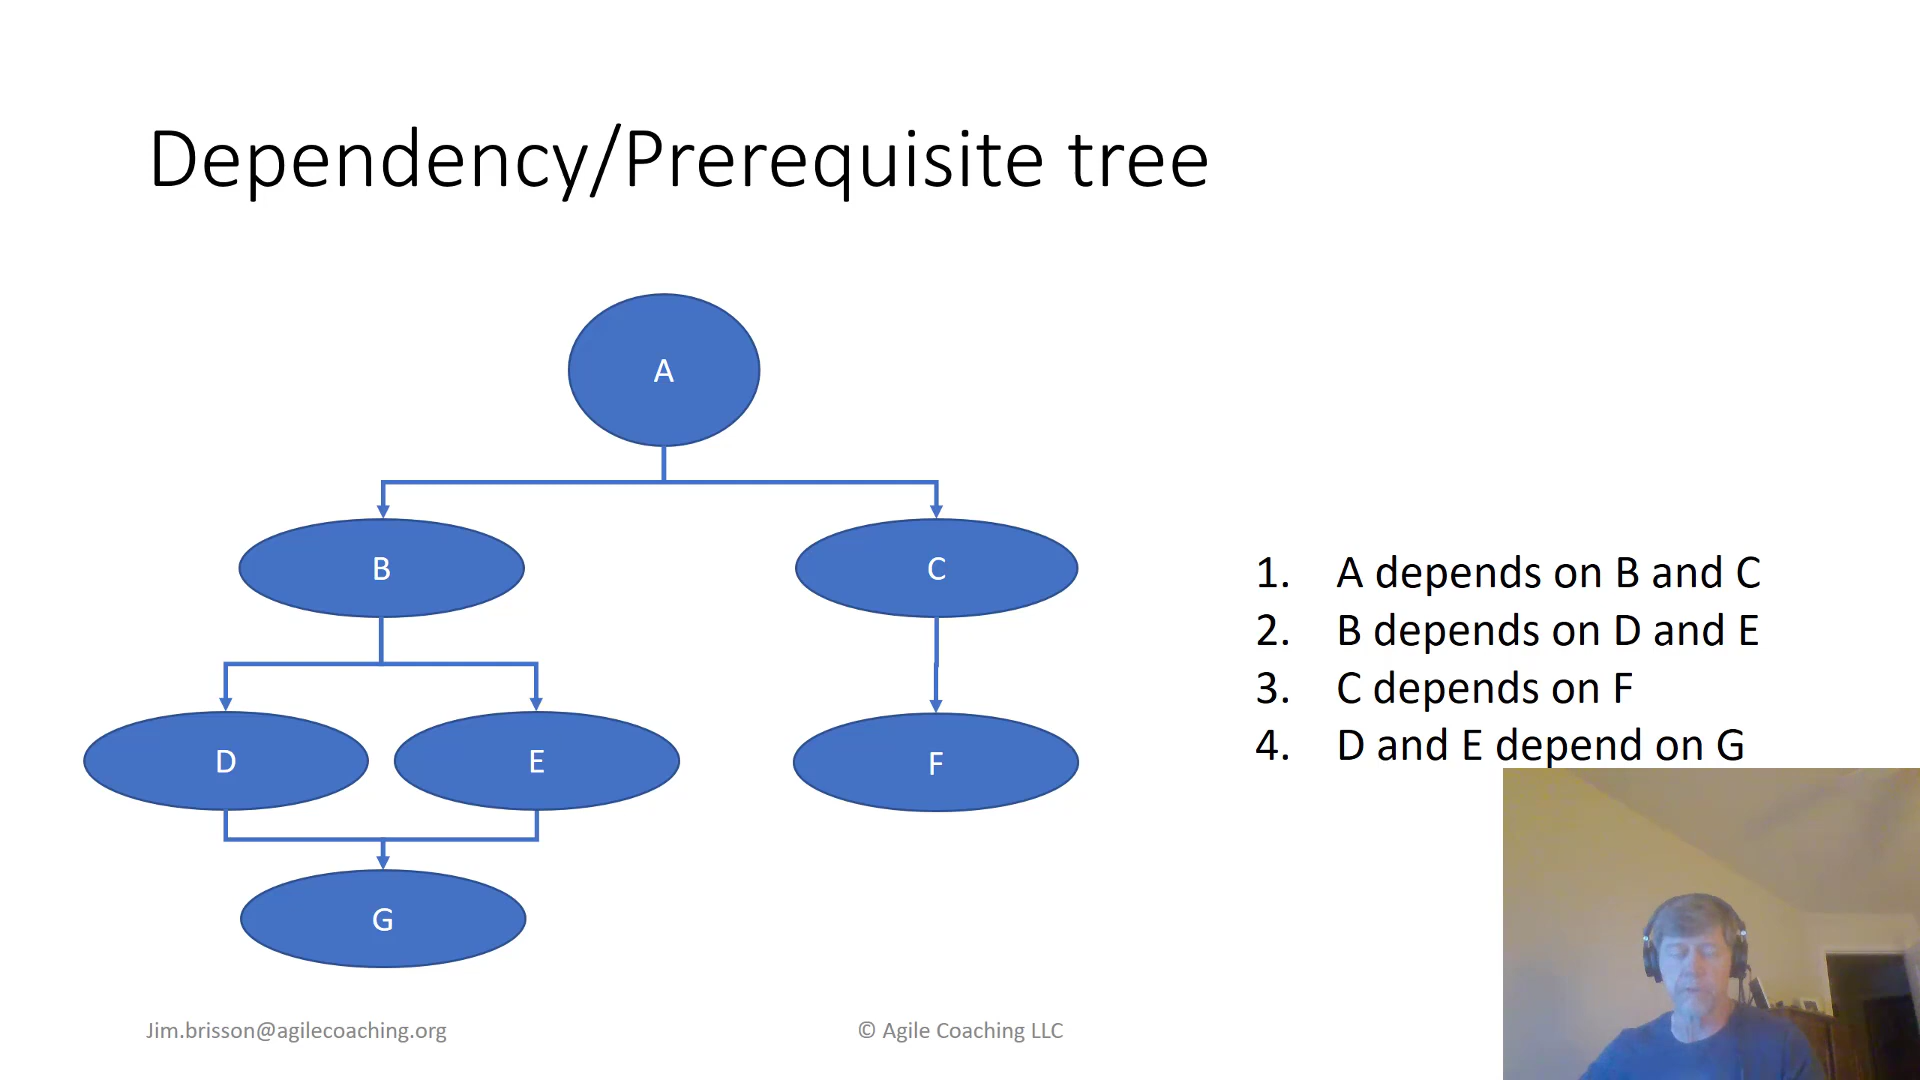 Dependency/Prerequisite tree
A
B
C
D
E
F
G
1. A depends on B and C
2. B depends on D and E
3. C depends on F
4. D and E depend on G
Jim.brisson@agilecoaching.org
© Agile Coaching LLC